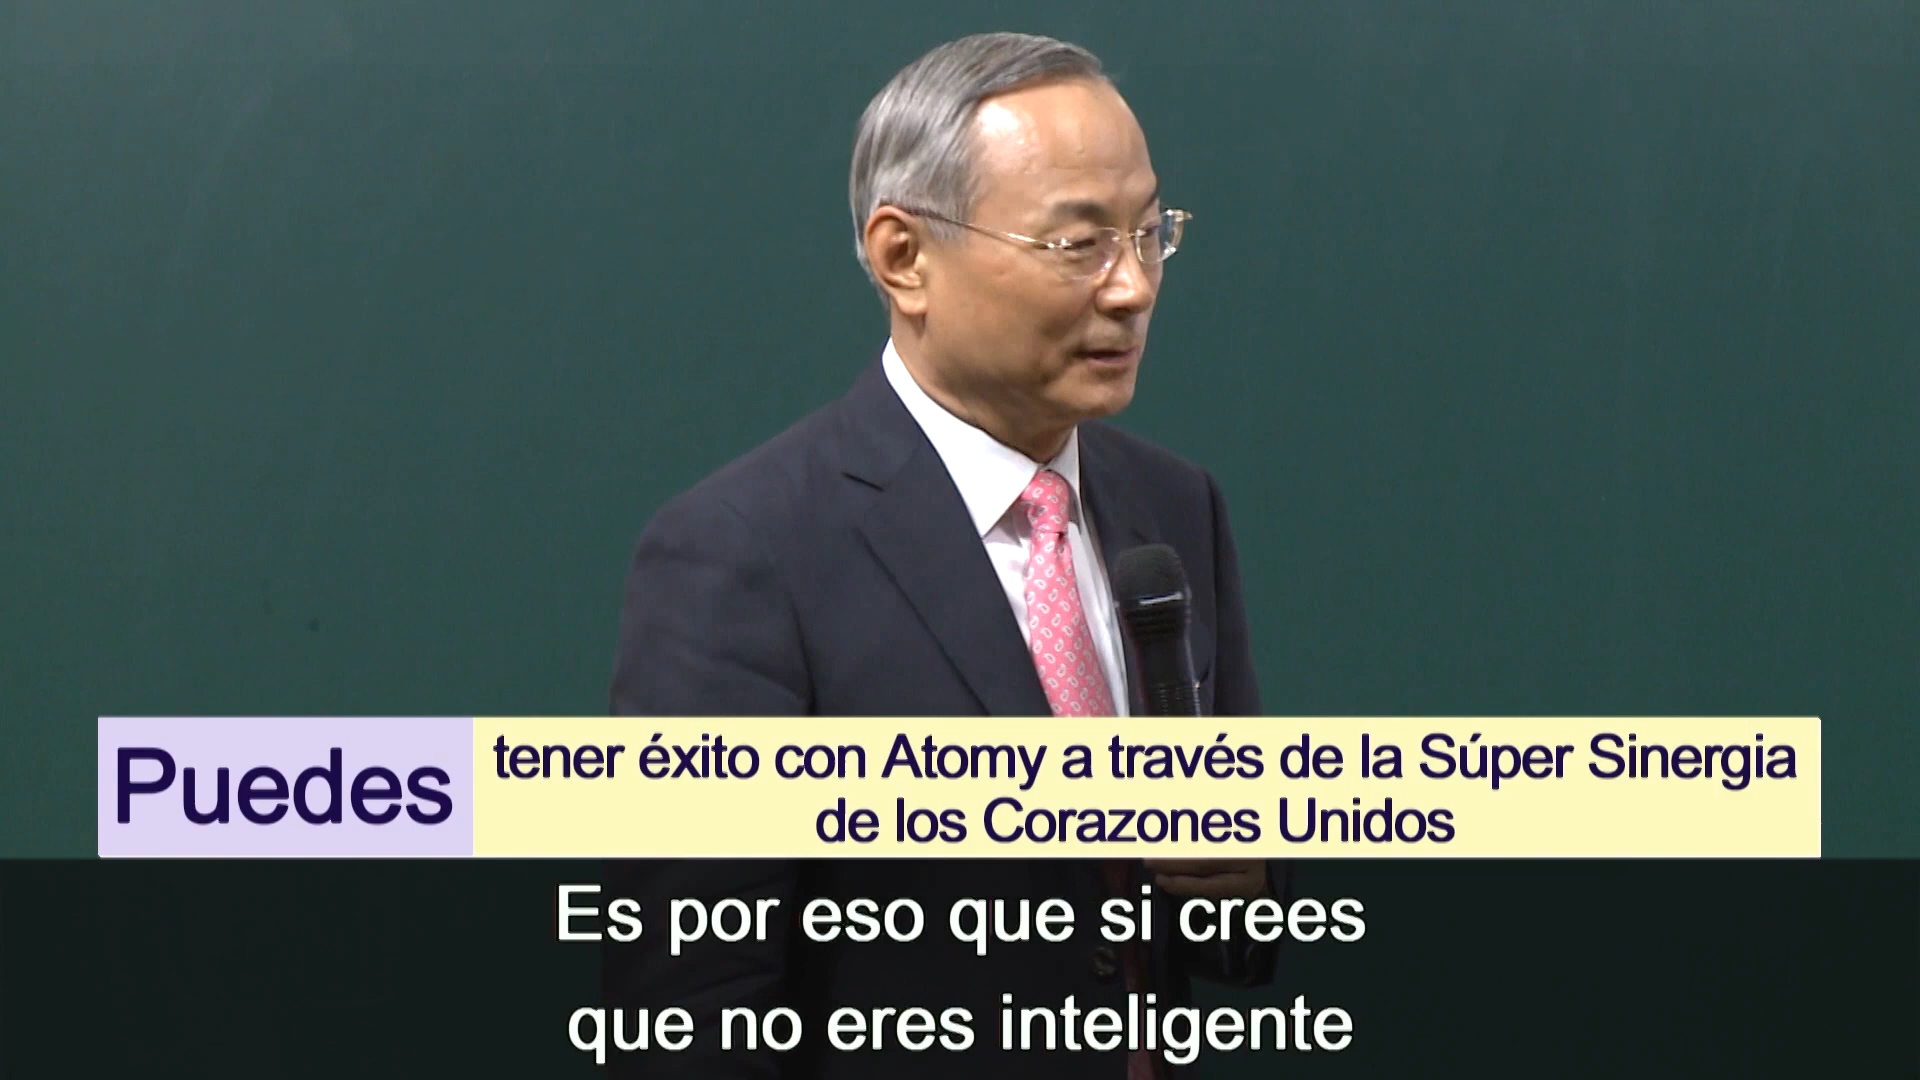 Puedes
tener éxito con Atomy a través de la Súper Sinergia
de los Corazones Unidos
Es por eso que si crees
que no eres inteligente